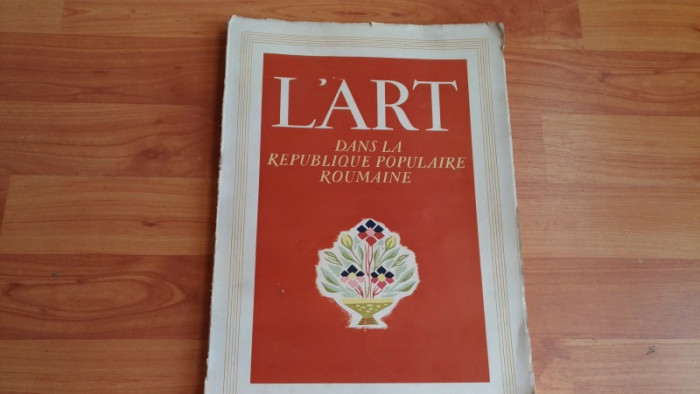 L'ART
DANS LA
REPUBLIQUE POPULAIRE
ROUMAINE